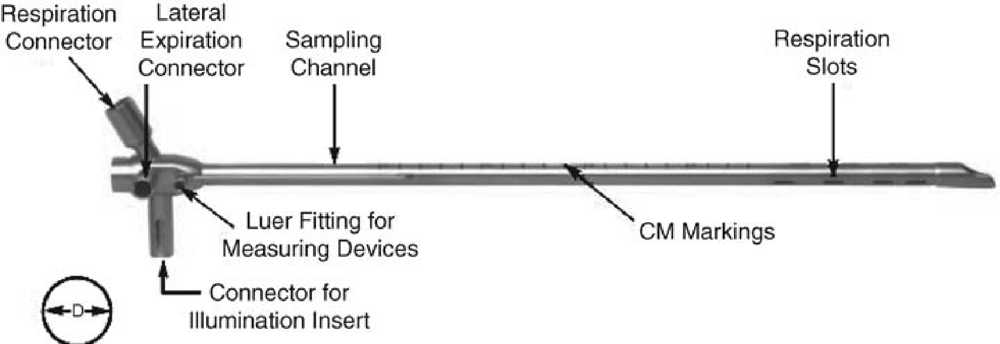 Respiration
Connector
Lateral
Expiration
Connector
Sampling
Channel
Respiration
Slots
Luer Fitting for
Measuring Devices
CM Markings
Connector for
Illumination Insert
D